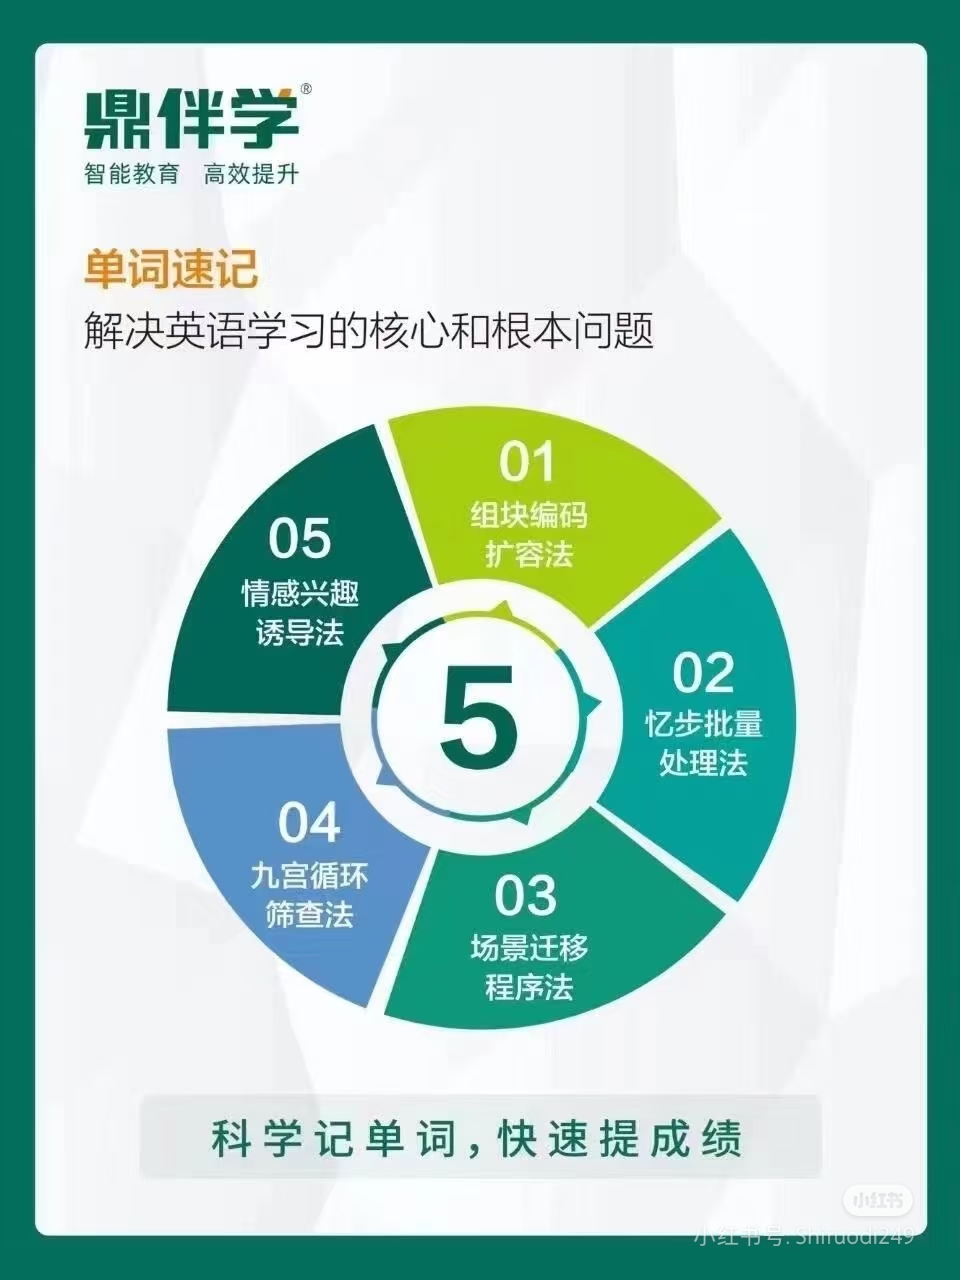 鼎伴学®
智能教育 高效提升
单词速记
解决英语学习的核心和根本问题
01
组块编码
扩容法
02
忆步批量
处理法
03
场景迁移
程序法
04
九宫循环
筛查法
05
情感兴趣
诱导法
5
科学记单词,快速提成绩
小红书
小红书号: Shiruodi249